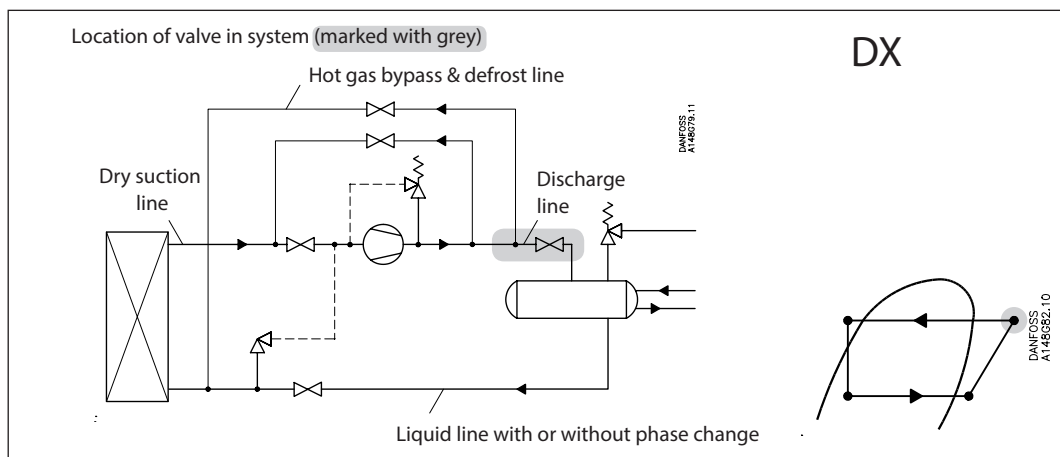 Location of valve in system (marked with grey)
DX
Hot gas bypass & defrost line
DANFOSS
A148G79.11
Dry suction
line
Discharge
line
DANFOSS
A148G82.10
Liquid line with or without phase change